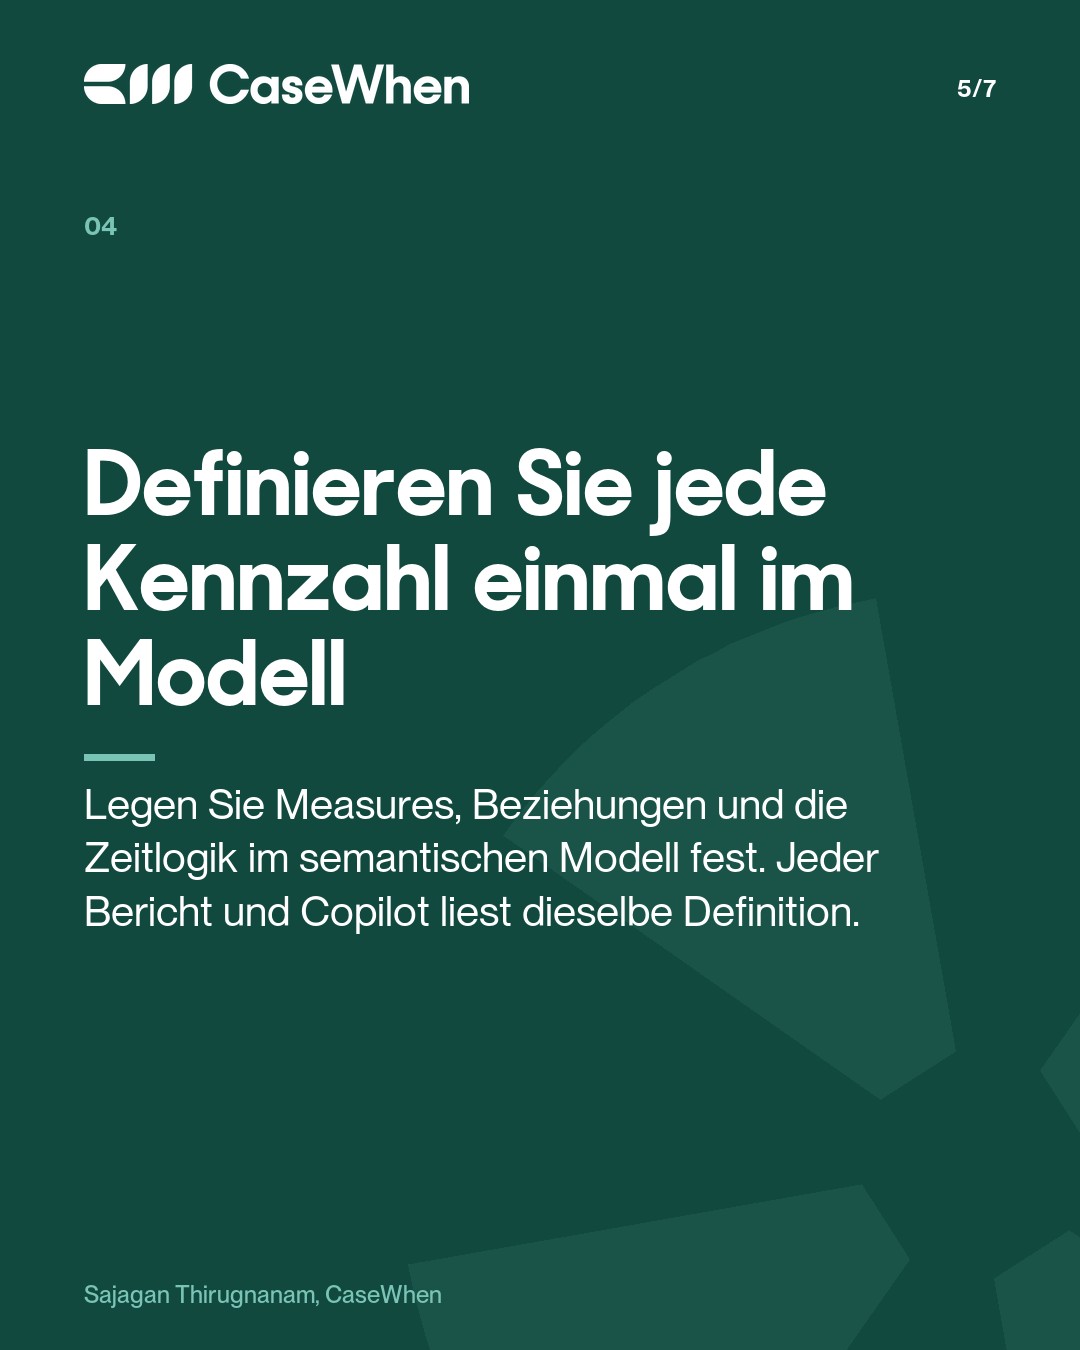 CaseWhen
5/7
04
Definieren Sie jede
Kennzahl einmal im
Modell
Legen Sie Measures, Beziehungen und die
Zeitlogik im semantischen Modell fest. Jeder
Bericht und Copilot liest dieselbe Definition.
Sajagan Thirugnanam, CaseWhen